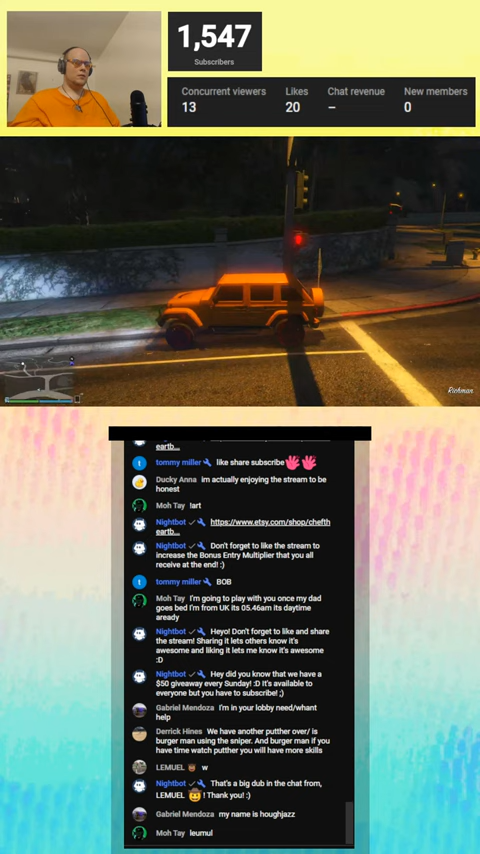 1,547
Subscribers
Concurrent viewers
13
Likes
20
Chat revenue
–
New members
0
Richman
eartb...
t tommy miller like share subscribe
Ducky Anna im actually enjoying the stream to be
honest
Moh Tay !art
Nightbot https://www.etsy.com/shop/chefth
eartb...
Nightbot Don't forget to like the stream to
increase the Bonus Entry Multiplier that you all
receive at the end! :)
t tommy miller BOB
Moh Tay I'm going to play with you once my dad
goes bed I'm from UK its 05.46am its daytime
aready
Nightbot Heyo! Don't forget to like and share
the stream! Sharing it lets others know it's
awesome and liking it lets me know it's awesome
:D
Nightbot Hey did you know that we have a
$50 giveaway every Sunday! :D It's available to
everyone but you have to subscribe! ;)
Gabriel Mendoza I'm in your lobby need/whant
help
Derrick Hines We have another putther over/ is
burger man using the sniper. And burger man if you
have time watch putther you will have more skills
LEMUEL w
Nightbot That's a big dub in the chat from,
LEMUEL ! Thank you! :)
Gabriel Mendoza my name is houghjazz
Moh Tay leumul